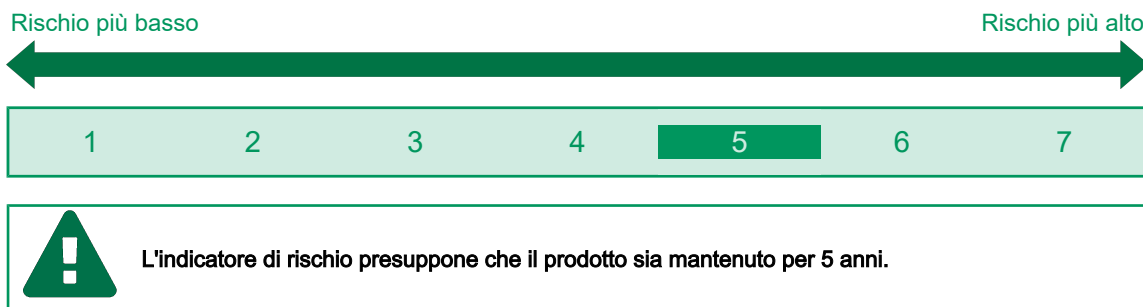 Rischio più basso Rischio più alto
1 2 3 4 5 6 7
L'indicatore di rischio presuppone che il prodotto sia mantenuto per 5 anni.